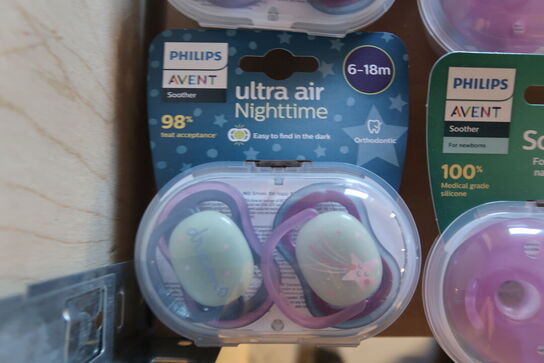 PHILIPS
AVENT
Soother
ultra air
Nighttime
6-18m
98%
teat acceptance
Easy to find in the dark
Orthodontic
PHILIPS
AVENT
Soother
For newborns
100%
Medical grade
silicone